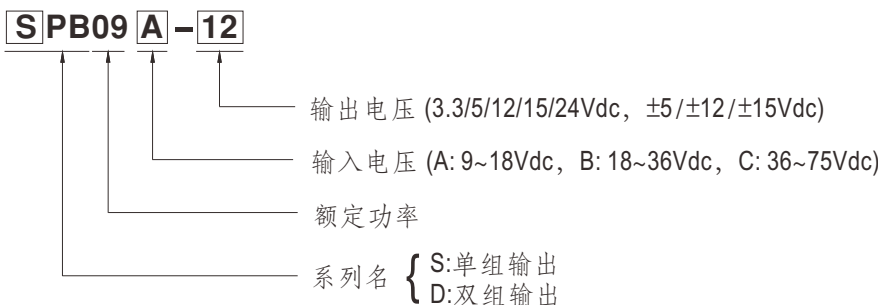 SPB09A-12
输出电压 (3.3/5/12/15/24Vdc, ±5/±12/±15Vdc)
输入电压 (A: 9~18Vdc, B: 18~36Vdc, C: 36~75Vdc)
额定功率
系列名 { S:单组输出
D:双组输出